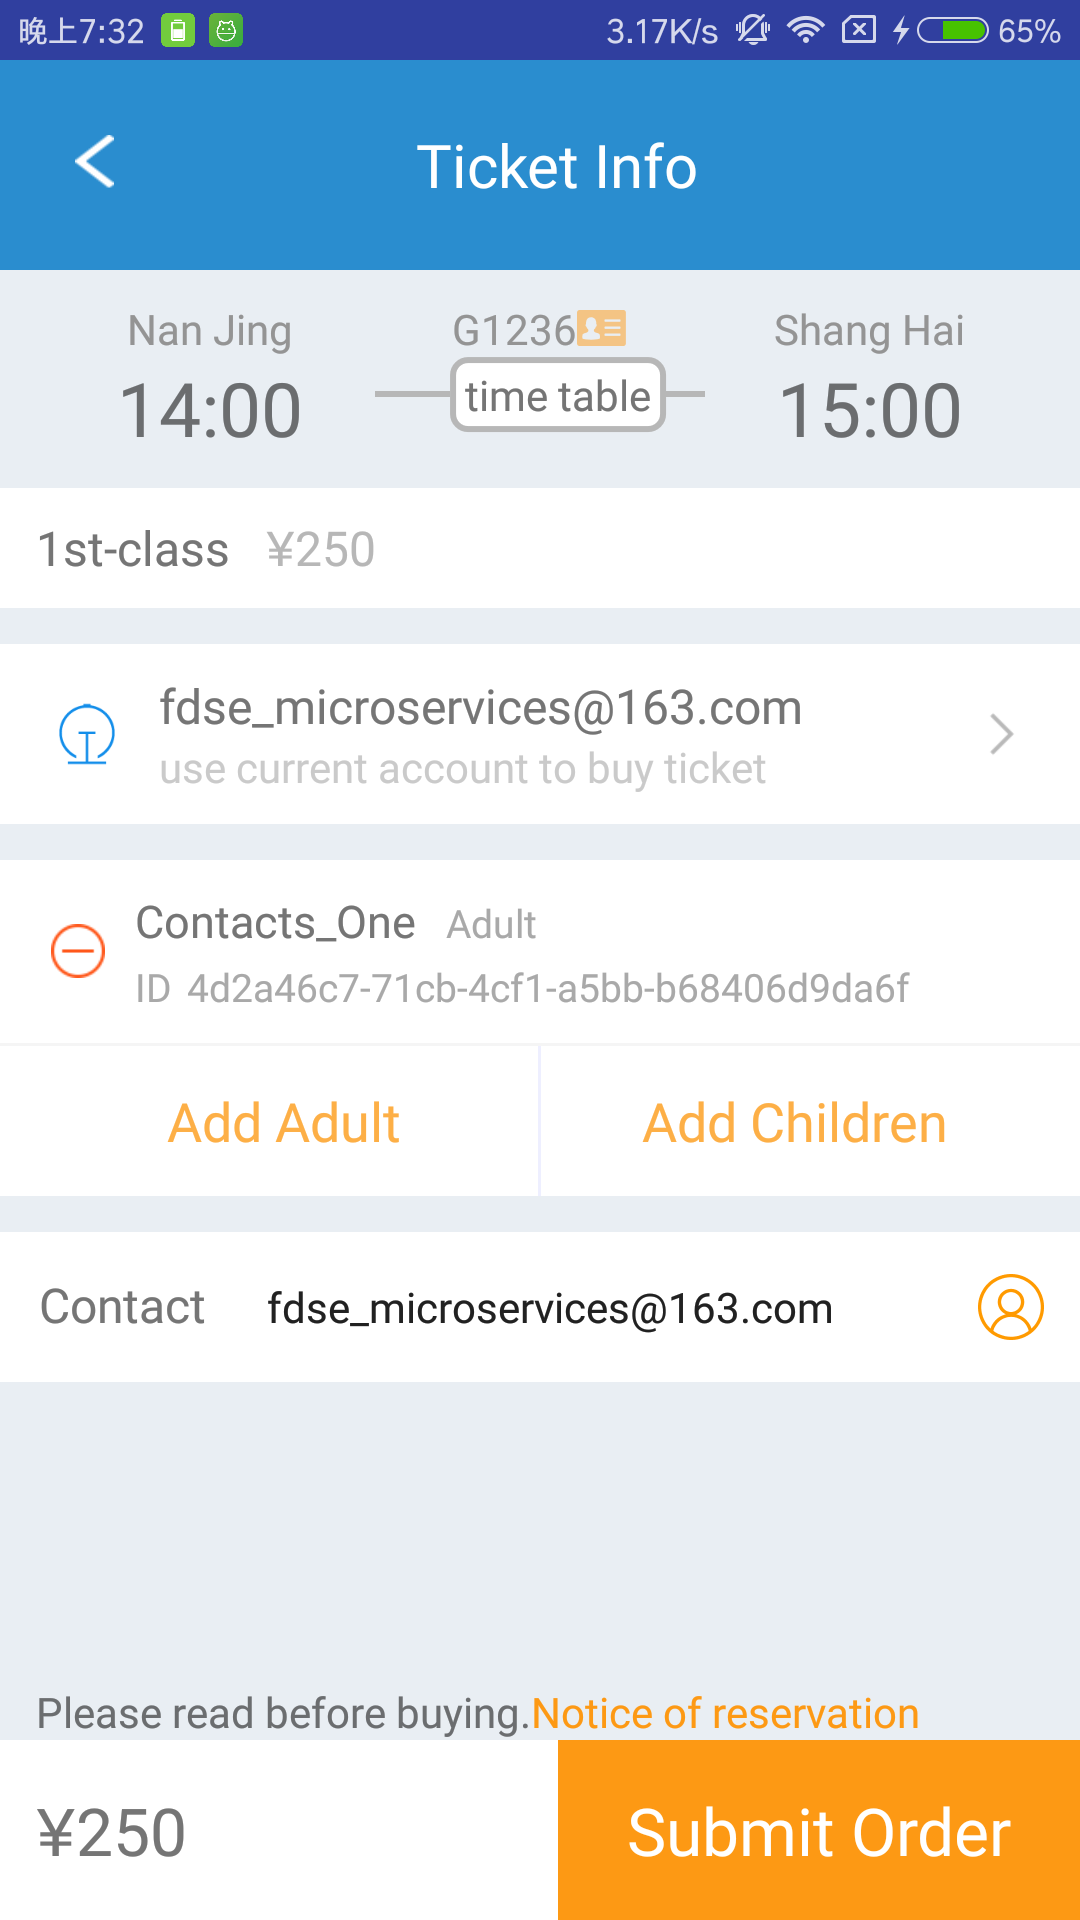 晚上7:32 3.17K/s 65%
Ticket Info
Nan Jing G1236 Shang Hai
14:00 time table 15:00
1st-class ¥250
fdse_microservices@163.com
use current account to buy ticket
Contacts_One Adult
ID 4d2a46c7-71cb-4cf1-a5bb-b68406d9da6f
Add Adult Add Children
Contact fdse_microservices@163.com
Please read before buying.Notice of reservation
¥250 Submit Order